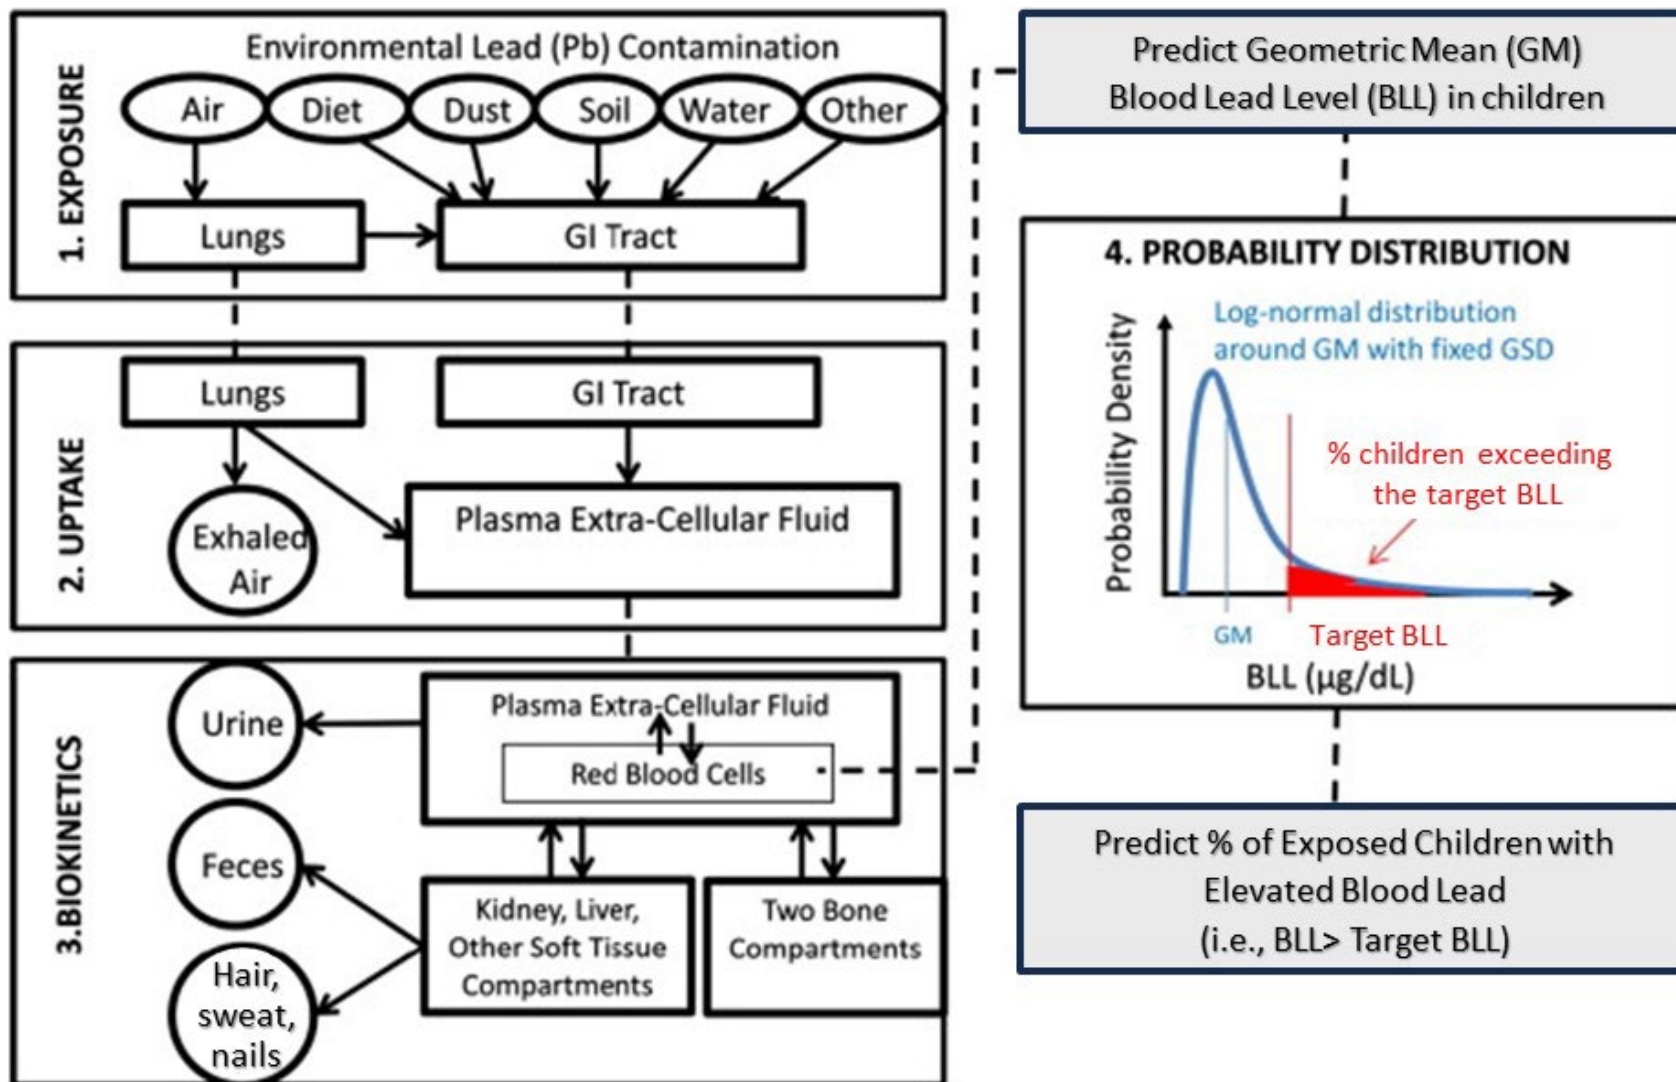 1. EXPOSURE
Environmental Lead (Pb) Contamination
Air
Diet
Dust
Soil
Water
Other
Lungs
GI Tract
2. UPTAKE
Lungs
GI Tract
Exhaled
Air
Plasma Extra-Cellular Fluid
3.BIOKINETICS
Urine
Feces
Hair,
sweat,
nails
Plasma Extra-Cellular Fluid
Red Blood Cells
Kidney, Liver,
Other Soft Tissue
Compartments
Two Bone
Compartments
Predict Geometric Mean (GM)
Blood Lead Level (BLL) in children
4. PROBABILITY DISTRIBUTION
Log-normal distribution
around GM with fixed GSD
Probability Density
% children exceeding
the target BLL
GM
Target BLL
BLL (µg/dL)
Predict % of Exposed Children with
Elevated Blood Lead
(i.e., BLL> Target BLL)